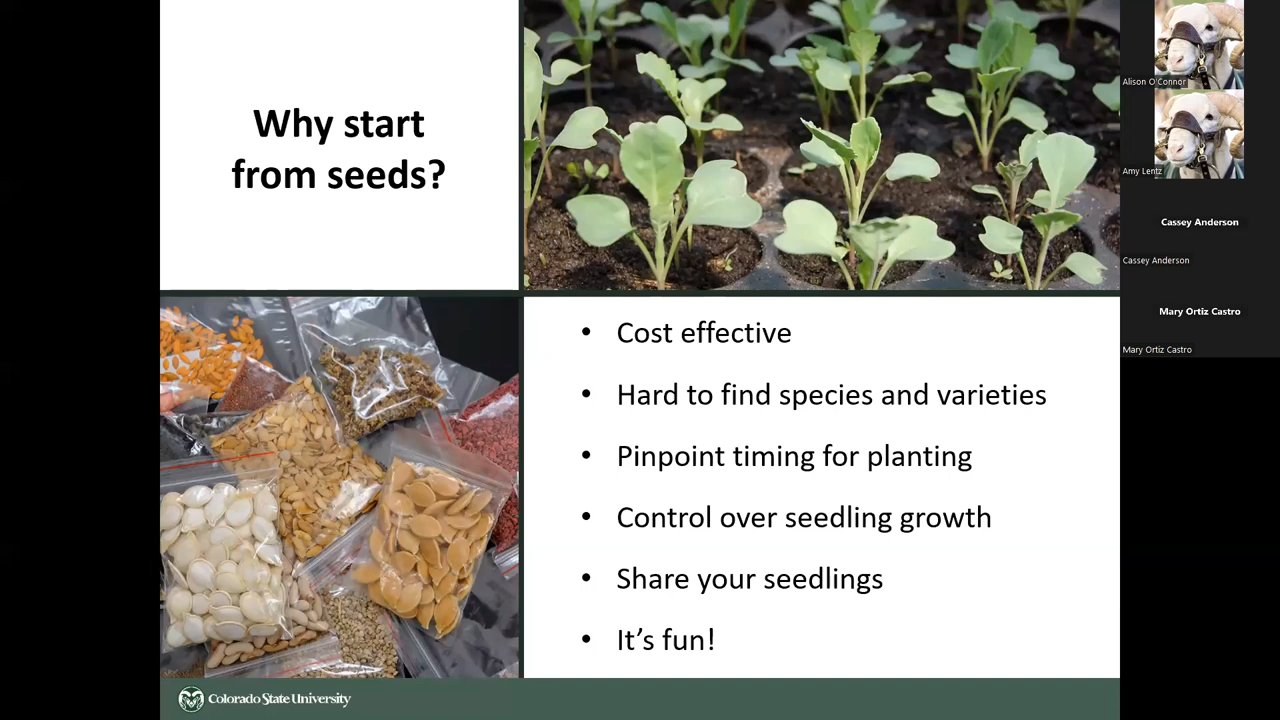 Why start
from seeds?
• Cost effective
• Hard to find species and varieties
• Pinpoint timing for planting
• Control over seedling growth
• Share your seedlings
• It's fun!
Colorado State University
Alison O'Connor
Amy Lentz
Cassey Anderson
Cassey Anderson
Mary Ortiz Castro
Mary Ortiz Castro